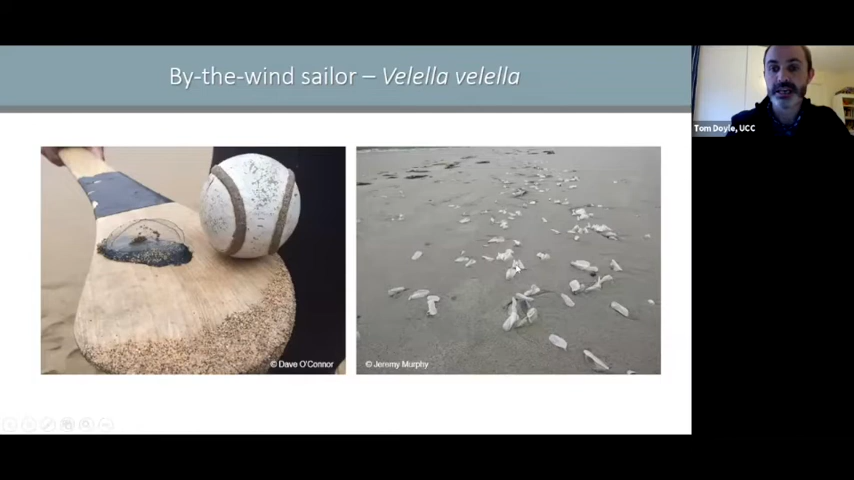 By-the-wind sailor – Velella velella
Tom Doyle, UCC
© Dave O'Connor
© Jeremy Murphy